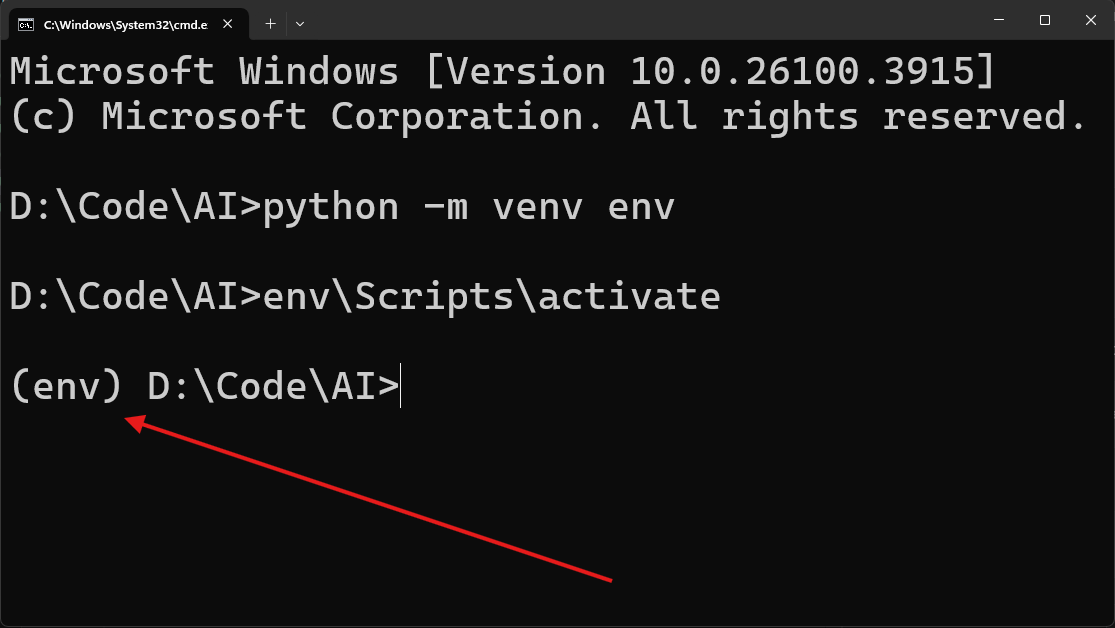 C:\Windows\System32\cmd.e
Microsoft Windows [Version 10.0.26100.3915]
(c) Microsoft Corporation. All rights reserved.
D:\Code\AI>python -m venv env
D:\Code\AI>env\Scripts\activate
(env) D:\Code\AI>